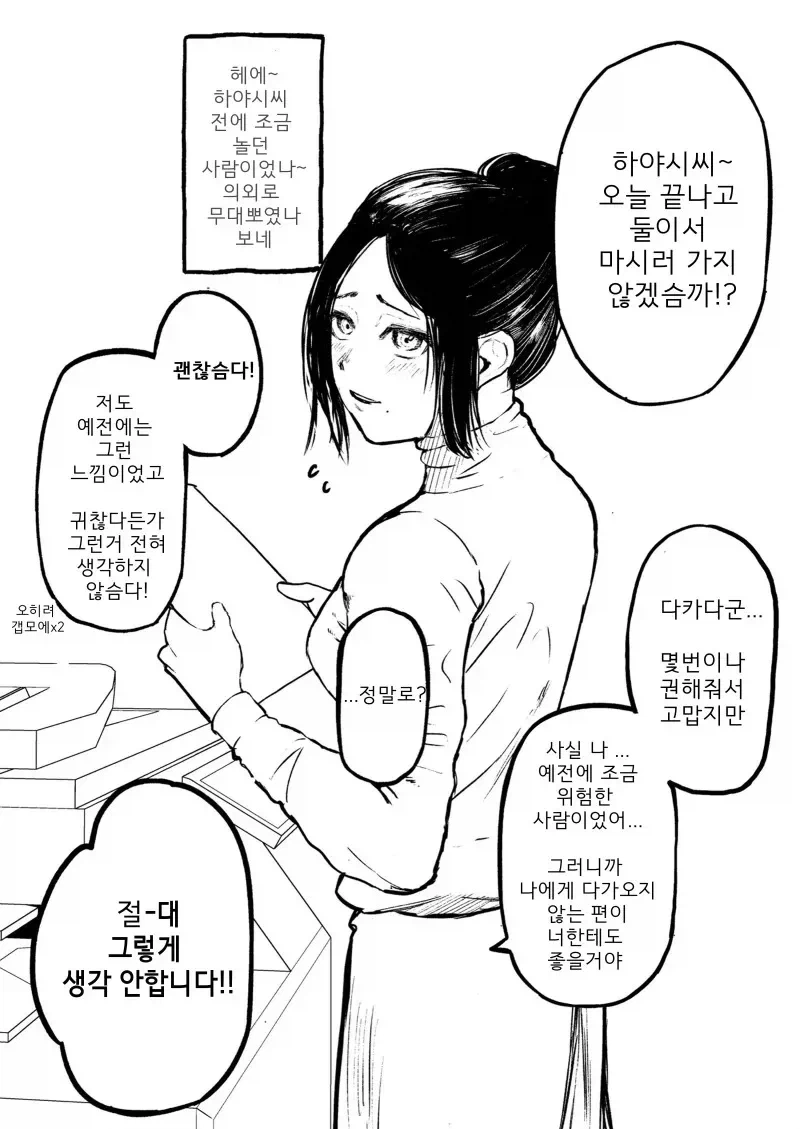 하야시씨~
오늘 끝나고
둘이서
마시러 가지
않겠슴까!?
다카다군...
몇번이나
권해줘서
고맙지만
사실 나 ...
예전에 조금
위험한
사람이었어...
그러니까
나에게 다가오지
않는 편이
너한테도
좋을거야
헤에~
하야시씨
전에 조금
놀던
사람이었나~
의외로
무대뽀였나
보네
괜찮슴다!
저도
예전에는
그런
느낌이었고
귀찮다든가
그런거 전혀
생각하지
않슴다!
오히려
갭모에x2
...정말로?
절-대
그렇게
생각 안합니다!!